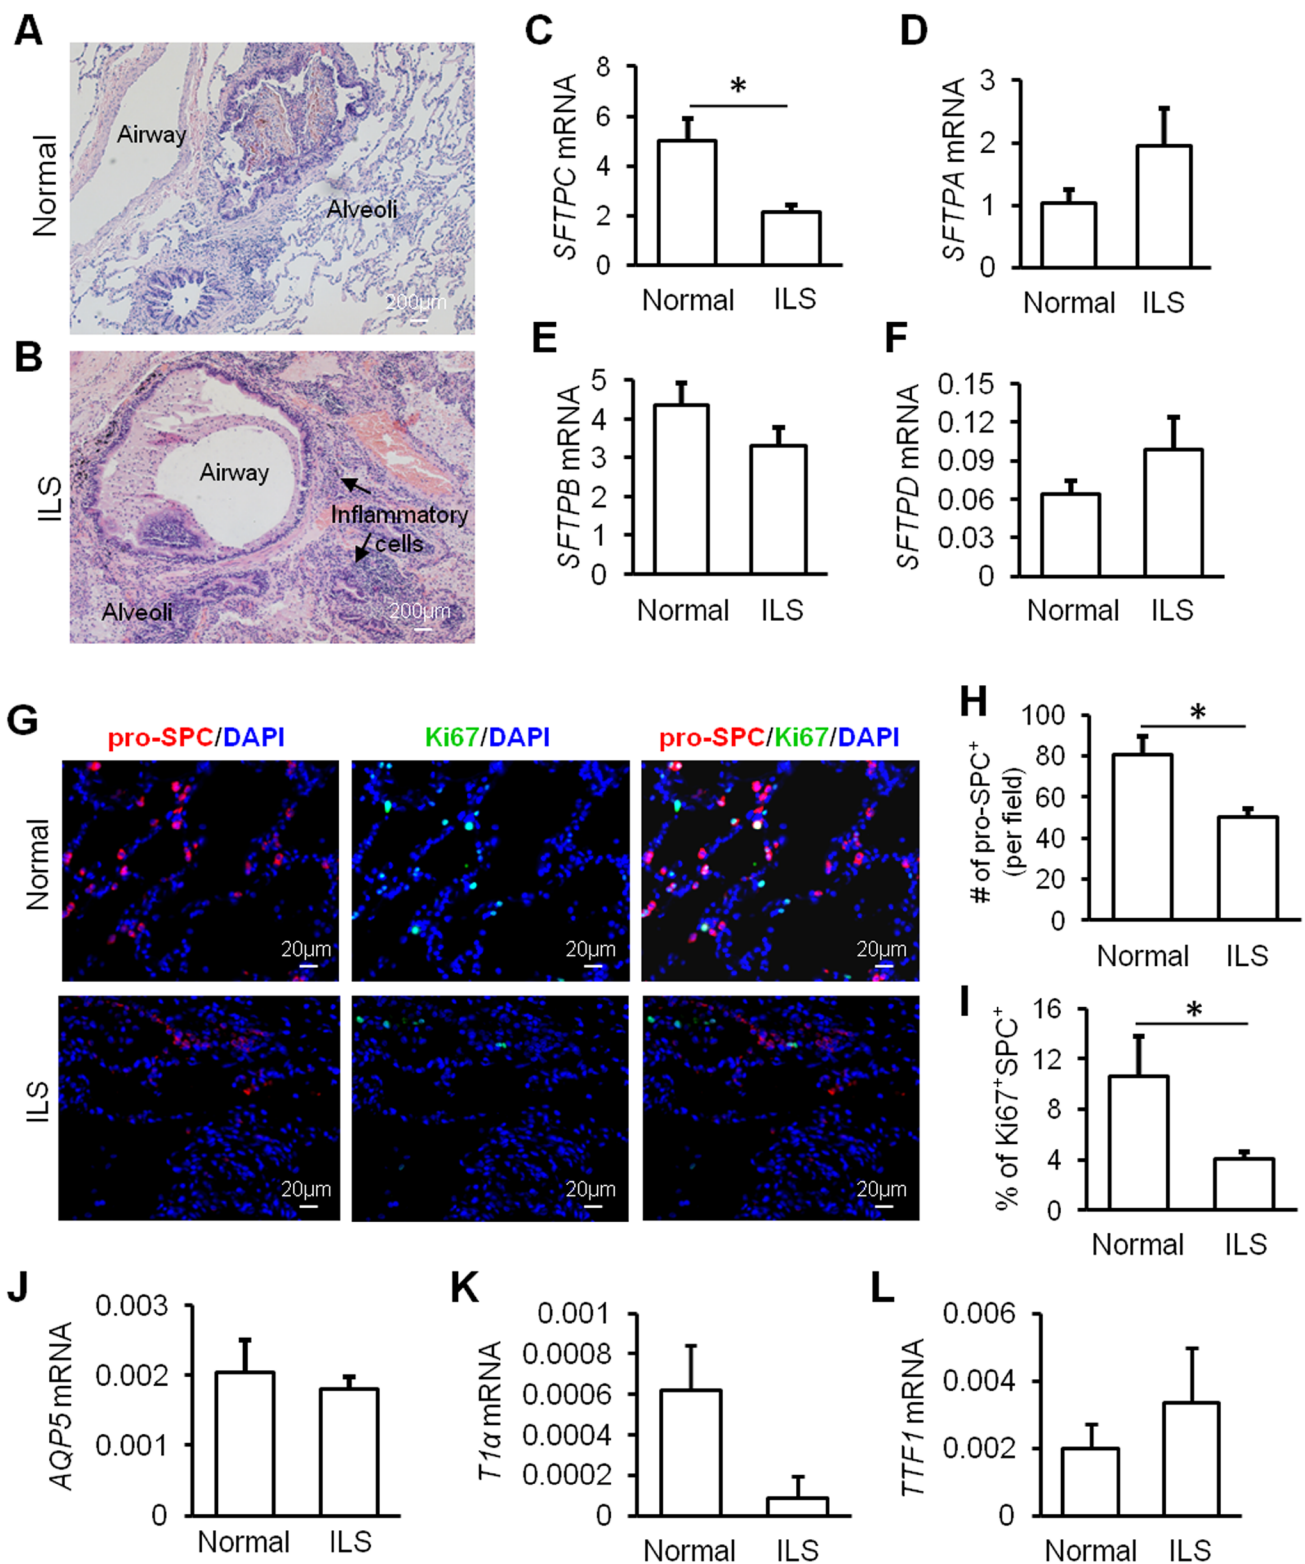 A
Normal
Airway
Alveoli
200µm
B
ILS
Airway
Inflammatory
cells
Alveoli
200µm
C
SFTPC mRNA
8
6
4
2
0
*
Normal ILS
D
SFTPA mRNA
3
2
1
0
Normal ILS
E
SFTPB mRNA
5
4
3
2
1
0
Normal ILS
F
SFTPD mRNA
0.15
0.12
0.09
0.06
0.03
0
Normal ILS
G
pro-SPC/DAPI
Ki67/DAPI
pro-SPC/Ki67/DAPI
Normal
20µm
20µm
20µm
ILS
20µm
20µm
20µm
H
# of pro-SPC⁺
(per field)
100
80
60
40
20
0
*
Normal ILS
I
% of Ki67⁺SPC⁺
16
12
8
4
0
*
Normal ILS
J
AQP5 mRNA
0.003
0.002
0.001
0
Normal ILS
K
T1α mRNA
0.001
0.0008
0.0006
0.0004
0.0002
0
Normal ILS
L
TTF1 mRNA
0.006
0.004
0.002
0
Normal ILS